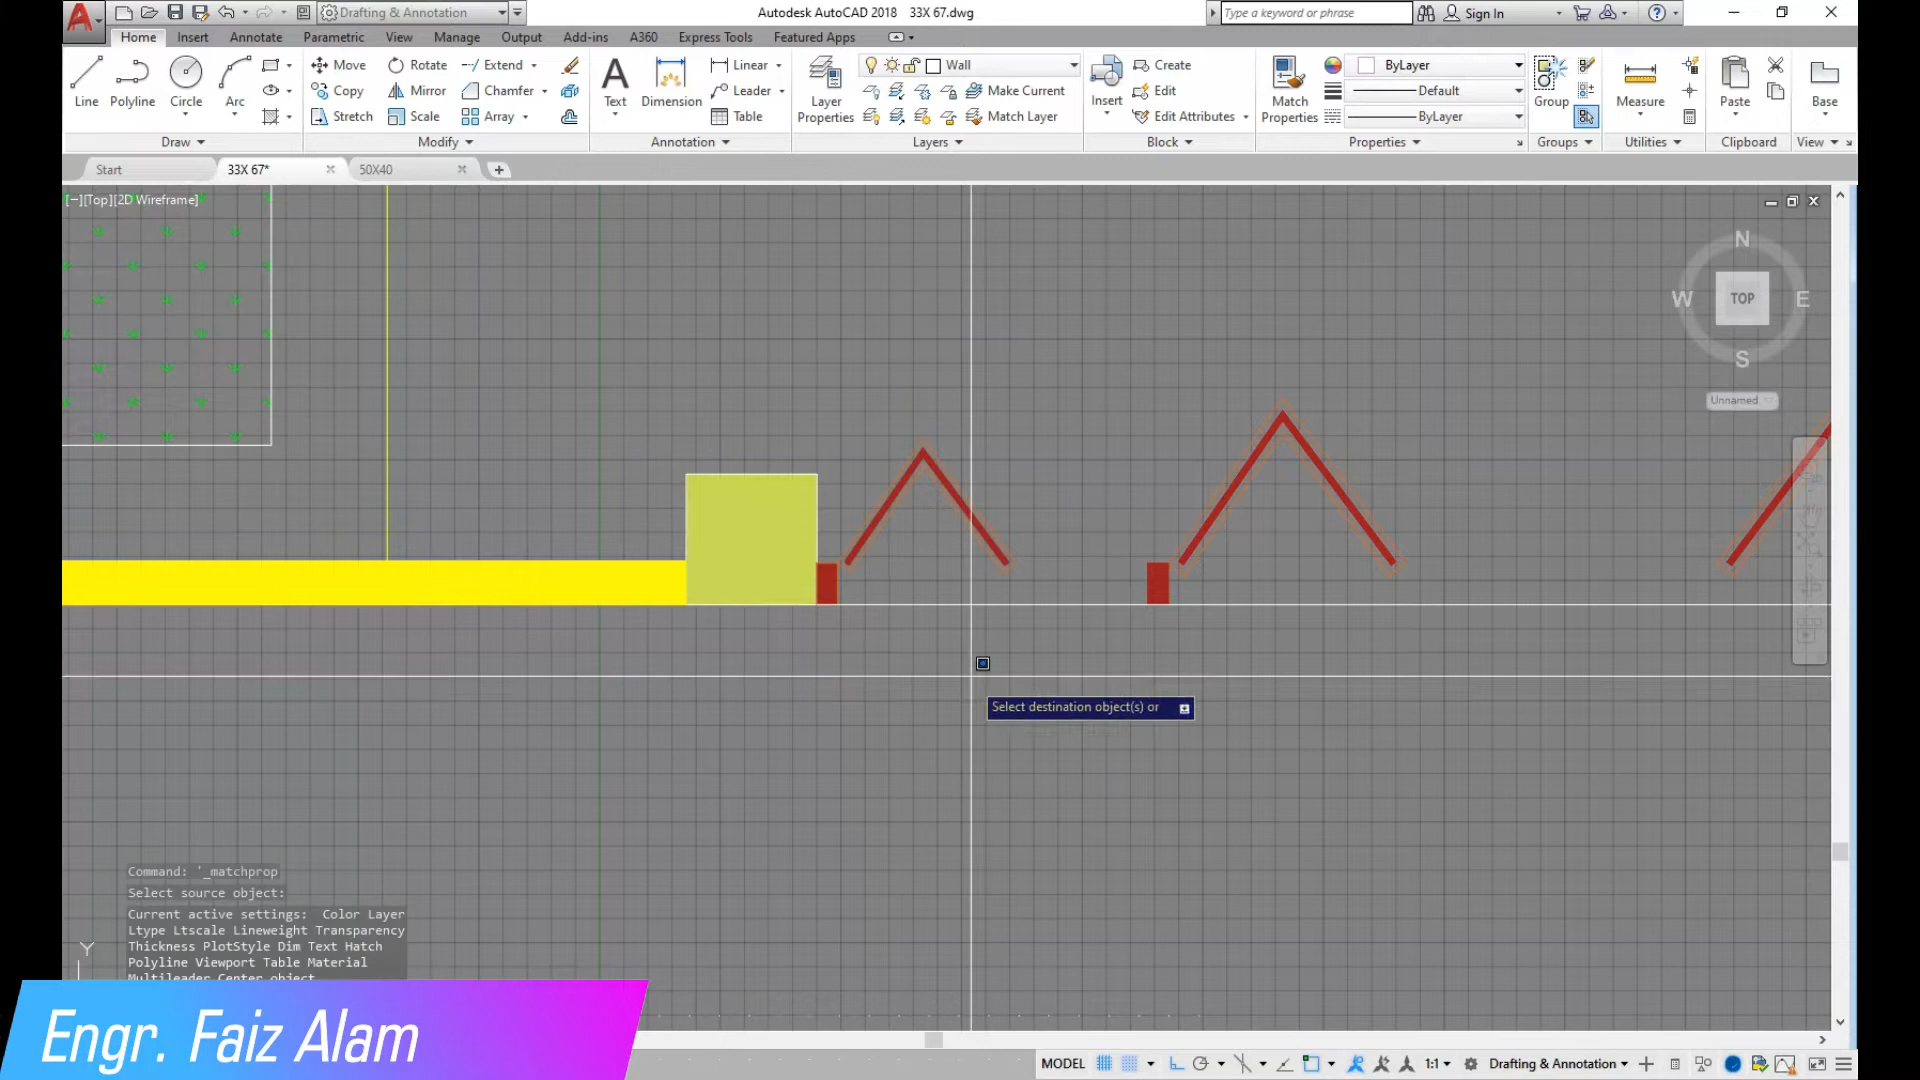 Drafting & Annotation
Autodesk AutoCAD 2018 33X 67.dwg
Type a keyword or phrase
Sign In
Home Insert Annotate Parametric View Manage Output Add-ins A360 Express Tools Featured Apps
Line Polyline Circle Arc
Move Rotate Extend
Copy Mirror Chamfer
Stretch Scale Array
Text Dimension
Linear
Leader
Table
Layer Properties
Wall
Make Current
Match Layer
Insert
Create
Edit
Edit Attributes
Match Properties
ByLayer
Default
ByLayer
Group
Measure
Paste
Base
Draw Modify Annotation Layers Block Properties Groups Utilities Clipboard View
Start 33X 67* 50X40
[−][Top][2D Wireframe]
N
W TOP E
S
Unnamed
Select destination object(s) or
Command: '_matchprop
Select source object:
Current active settings: Color Layer
Ltype Ltscale Lineweight Transparency
Thickness PlotStyle Dim Text Hatch
Polyline Viewport Table Material
Multileader Center object
Y
Engr. Faiz Alam
MODEL 1:1 Drafting & Annotation